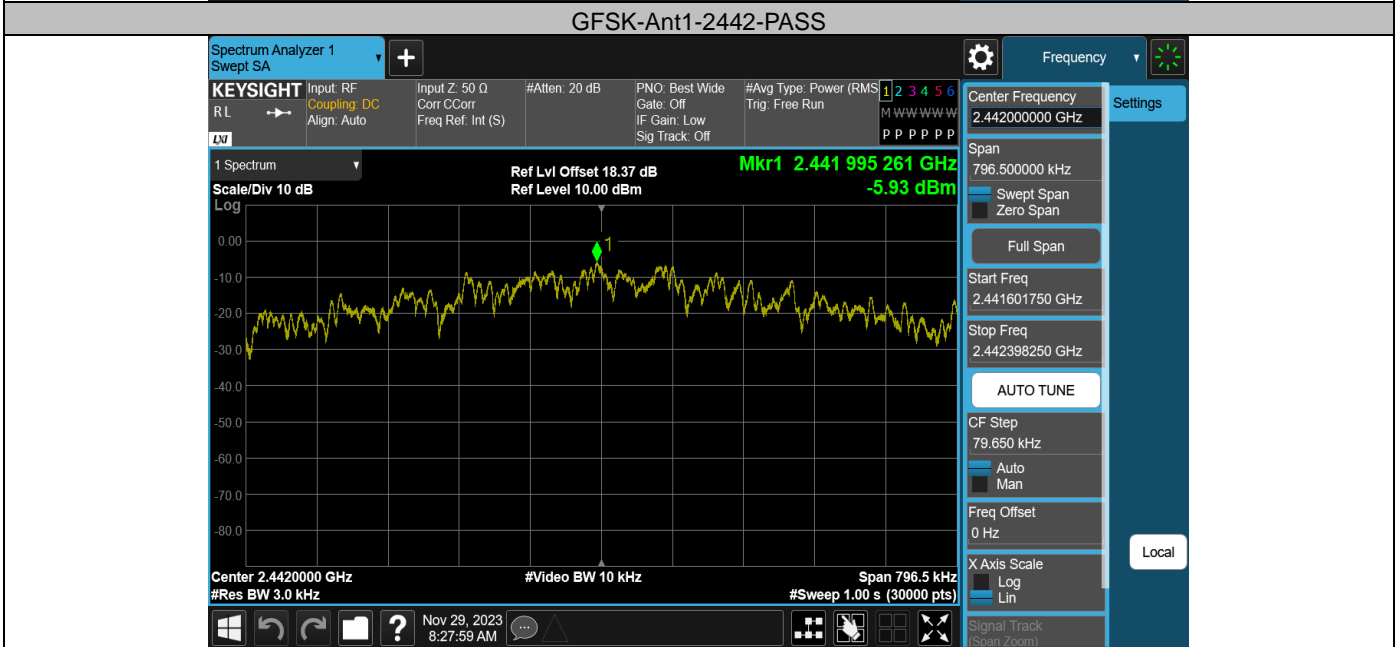 GFSK-Ant1-2442-PASS
Spectrum Analyzer 1
Swept SA
Frequency
KEYSIGHT
R L
LXI
Input: RF
Coupling: DC
Align: Auto
Input Z: 50 Ω
Corr CCorr
Freq Ref: Int (S)
#Atten: 20 dB
PNO: Best Wide
Gate: Off
IF Gain: Low
Sig Track: Off
#Avg Type: Power (RMS
Trig: Free Run
1 2 3 4 5 6
M W W W W W
P P P P P P
1 Spectrum
Scale/Div 10 dB
Log
Ref Lvl Offset 18.37 dB
Ref Level 10.00 dBm
Mkr1 2.441 995 261 GHz
-5.93 dBm
1
0.00
-10.0
-20.0
-30.0
-40.0
-50.0
-60.0
-70.0
-80.0
Center 2.4420000 GHz
#Res BW 3.0 kHz
#Video BW 10 kHz
Span 796.5 kHz
#Sweep 1.00 s (30000 pts)
Nov 29, 2023
8:27:59 AM
Center Frequency
2.442000000 GHz
Settings
Span
796.500000 kHz
Swept Span
Zero Span
Full Span
Start Freq
2.441601750 GHz
Stop Freq
2.442398250 GHz
AUTO TUNE
CF Step
79.650 kHz
Auto
Man
Freq Offset
0 Hz
X Axis Scale
Log
Lin
Signal Track
(Span Zoom)
Local